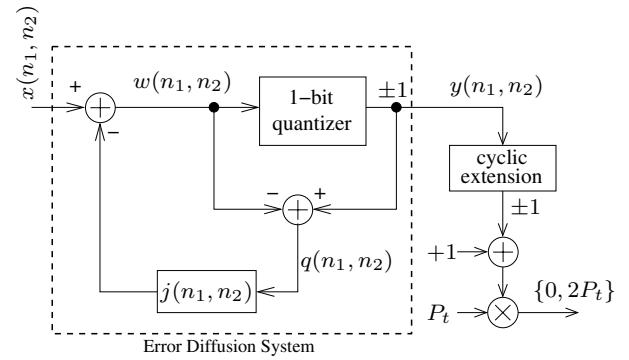 x(n₁, n₂)
+
−
w(n₁, n₂)
1−bit
quantizer
±1
y(n₁, n₂)
cyclic
extension
±1
− +
q(n₁, n₂)
j(n₁, n₂)
+1
Pₜ
{0, 2Pₜ}
Error Diffusion System